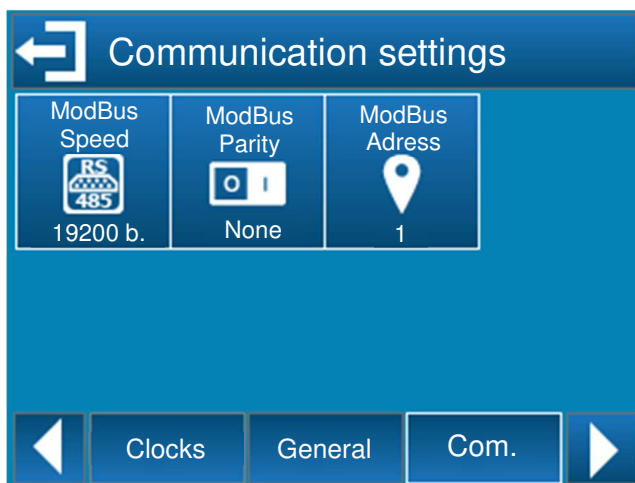 Communication settings
ModBus
Speed
RS
485
19200 b.
ModBus
Parity
O I
None
ModBus
Adress
1
Clocks
General
Com.